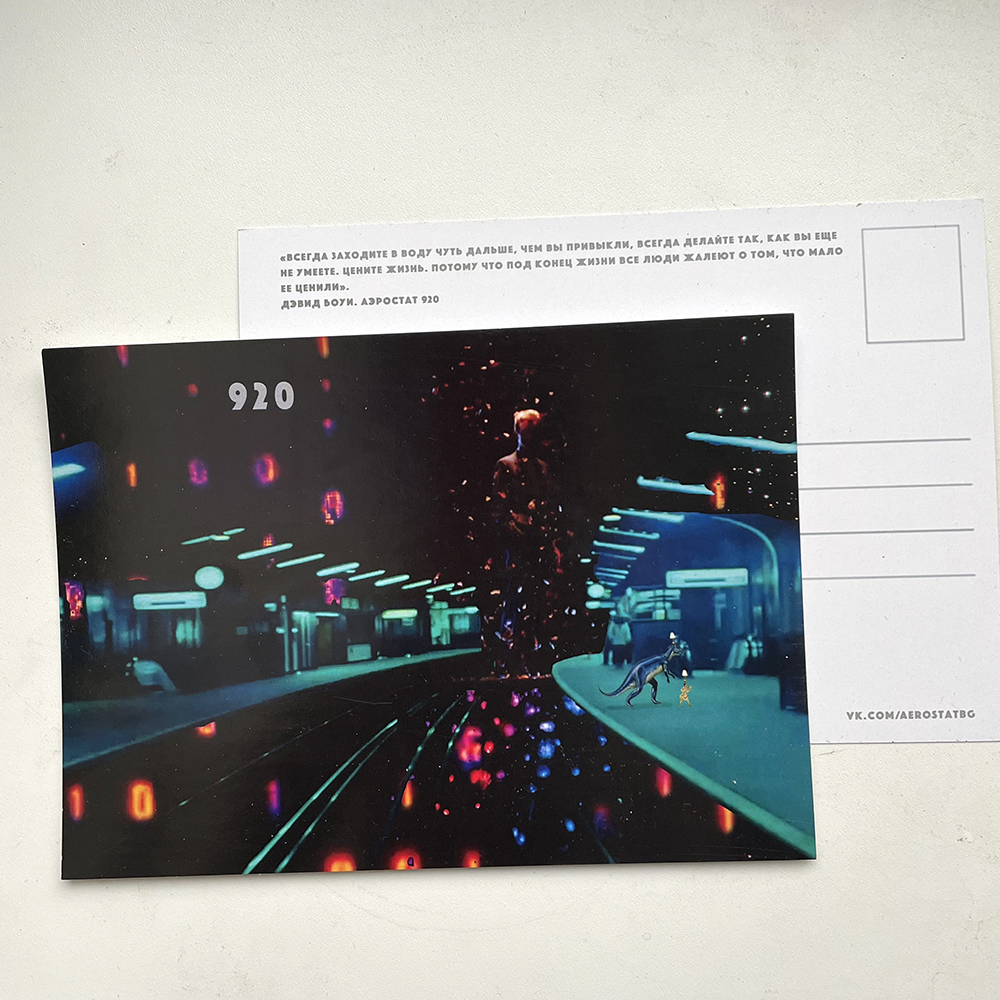 «ВСЕГДА ЗАХОДИТЕ В ВОДУ ЧУТЬ ДАЛЬШЕ, ЧЕМ ВЫ ПРИВЫКЛИ, ВСЕГДА ДЕЛАЙТЕ ТАК, КАК ВЫ ЕЩЕ
НЕ УМЕЕТЕ. ЦЕНИТЕ ЖИЗНЬ. ПОТОМУ ЧТО ПОД КОНЕЦ ЖИЗНИ ВСЕ ЛЮДИ ЖАЛЕЮТ О ТОМ, ЧТО МАЛО
ЕЕ ЦЕНИЛИ».
ДЭВИД БОУИ. АЭРОСТАТ 920
920
VK.COM/AEROSTATBG
1 0